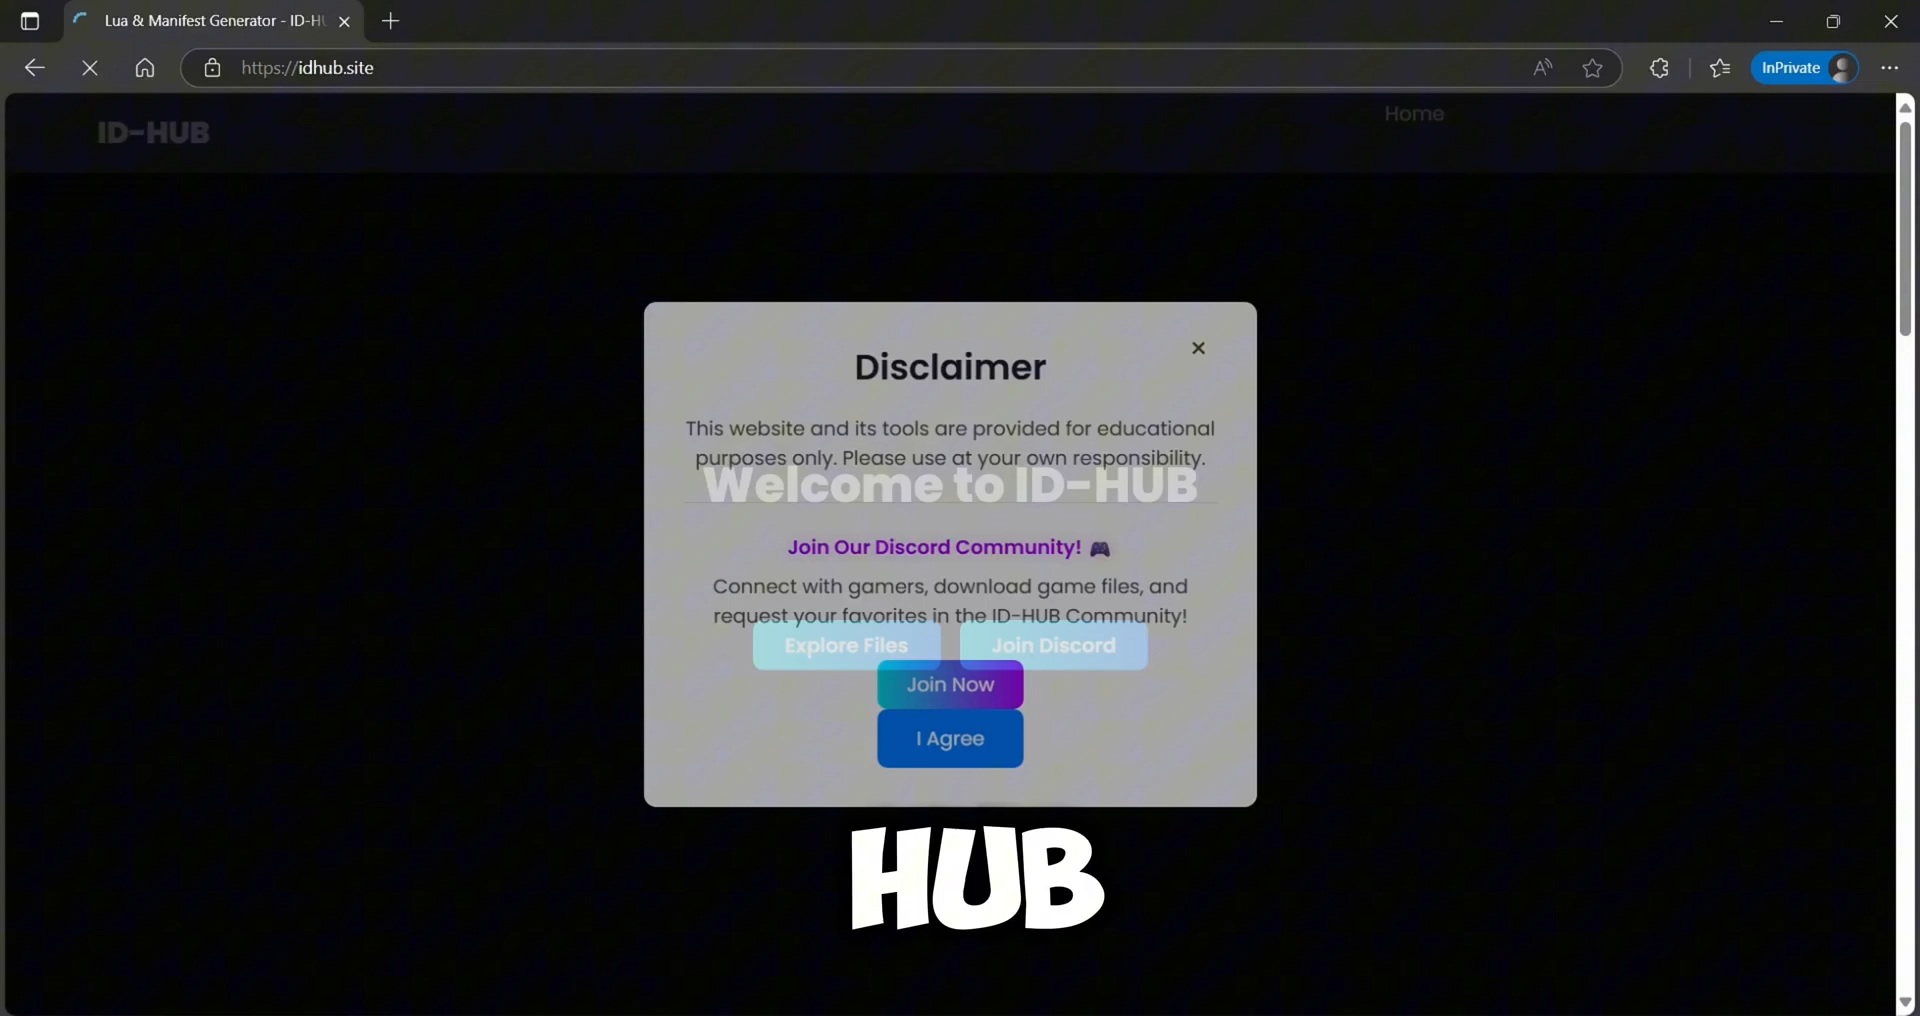 Lua & Manifest Generator - ID-HU
https://idhub.site
InPrivate
ID-HUB
Home
Disclaimer
This website and its tools are provided for educational
purposes only. Please use at your own responsibility.
Welcome to ID-HUB
Join Our Discord Community! 🎮
Connect with gamers, download game files, and
request your favorites in the ID-HUB Community!
Explore Files
Join Discord
Join Now
I Agree
HUB